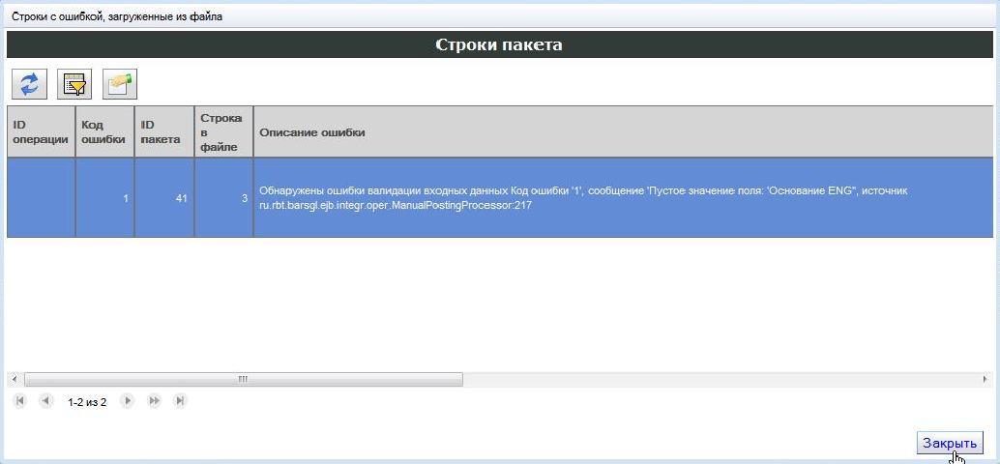 Строки с ошибкой, загруженные из файла
Строки пакета
ID операции
Код ошибки
ID пакета
Строка в файле
Описание ошибки
1
41
3
Обнаружены ошибки валидации входных данных Код ошибки '1', сообщение 'Пустое значение поля: 'Основание ENG'', источник
ru.rbt.barsgl.ejb.integr.oper.ManualPostingProcessor:217
1-2 из 2
Закрыть